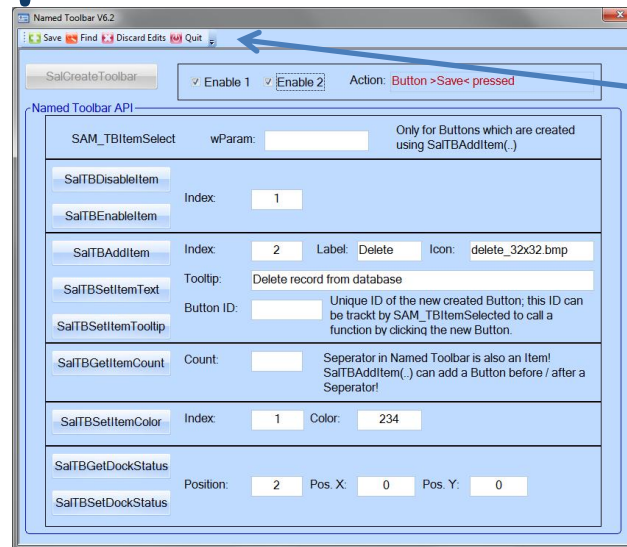 Named Toolbar V6.2
Save Find Discard Edits Quit
SalCreateToolbar
Enable 1 Enable 2 Action: Button >Save< pressed
Named Toolbar API
SAM_TBItemSelect wParam: Only for Buttons which are created
using SalTBAddItem(..)
SalTBDisableItem
Index: 1
SalTBEnableItem
SalTBAddItem Index: 2 Label: Delete Icon: delete_32x32.bmp
Tooltip: Delete record from database
SalTBSetItemText
Button ID: Unique ID of the new created Button; this ID can
be trackt by SAM_TBItemSelected to call a
SalTBSetItemTooltip function by clicking the new Button.
SalTBGetItemCount Count: Seperator in Named Toolbar is also an Item!
SalTBAddItem(..) can add a Button before / after a
Seperator!
SalTBSetItemColor Index: 1 Color: 234
SalTBGetDockStatus
Position: 2 Pos. X: 0 Pos. Y: 0
SalTBSetDockStatus